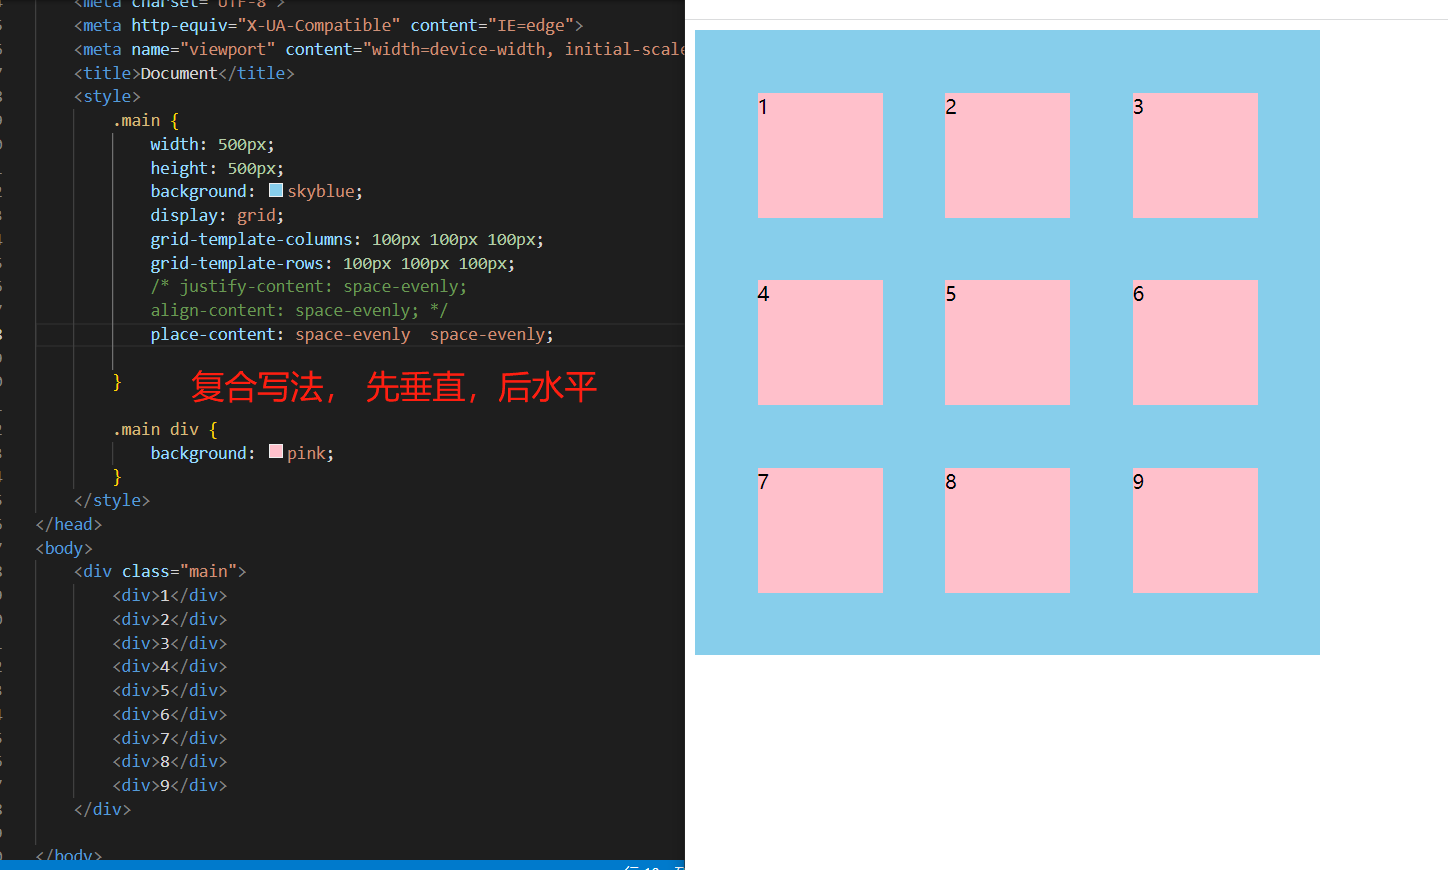 <meta charset="UTF-8">
<meta http-equiv="X-UA-Compatible" content="IE=edge">
<meta name="viewport" content="width=device-width, initial-scale
<title>Document</title>
<style>
.main {
width: 500px;
height: 500px;
background: skyblue;
display: grid;
grid-template-columns: 100px 100px 100px;
grid-template-rows: 100px 100px 100px;
/* justify-content: space-evenly;
align-content: space-evenly; */
place-content: space-evenly  space-evenly;
}
复合写法， 先垂直，后水平
.main div {
background: pink;
}
</style>
</head>
<body>
<div class="main">
<div>1</div>
<div>2</div>
<div>3</div>
<div>4</div>
<div>5</div>
<div>6</div>
<div>7</div>
<div>8</div>
<div>9</div>
</div>
</body>
1
2
3
4
5
6
7
8
9